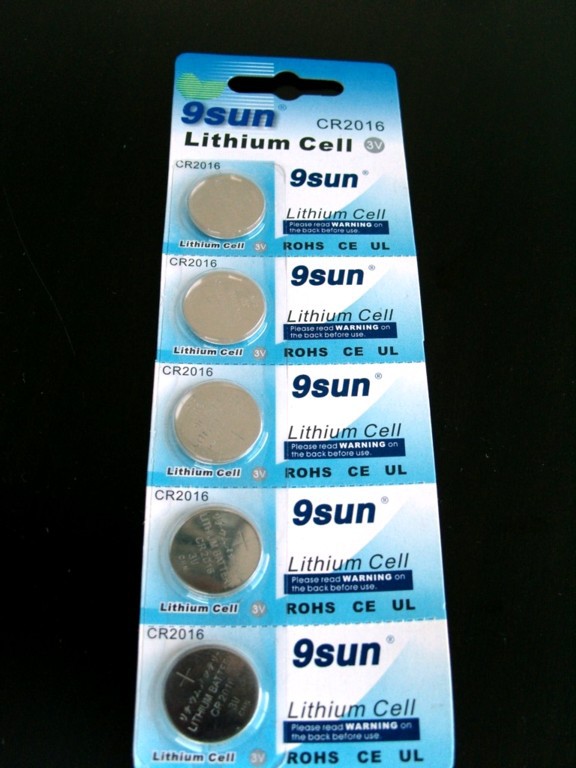 9sun®
CR2016
Lithium Cell 3V
CR2016
9sun®
Lithium Cell
Please read WARNING on
the back before use.
Lithium Cell 3V
ROHS CE UL
CR2016
9sun®
Lithium Cell
Please read WARNING on
the back before use.
Lithium Cell 3V
ROHS CE UL
CR2016
9sun®
Lithium Cell
Please read WARNING on
the back before use.
Lithium Cell 3V
ROHS CE UL
CR2016
9sun®
Lithium Cell
Please read WARNING on
the back before use.
Lithium Cell 3V
ROHS CE UL
CR2016
9sun®
LITHIUM BATTERY
CR2016
3V
Lithium Cell
Please read WARNING on
the back before use.
Lithium Cell 3V
ROHS CE UL